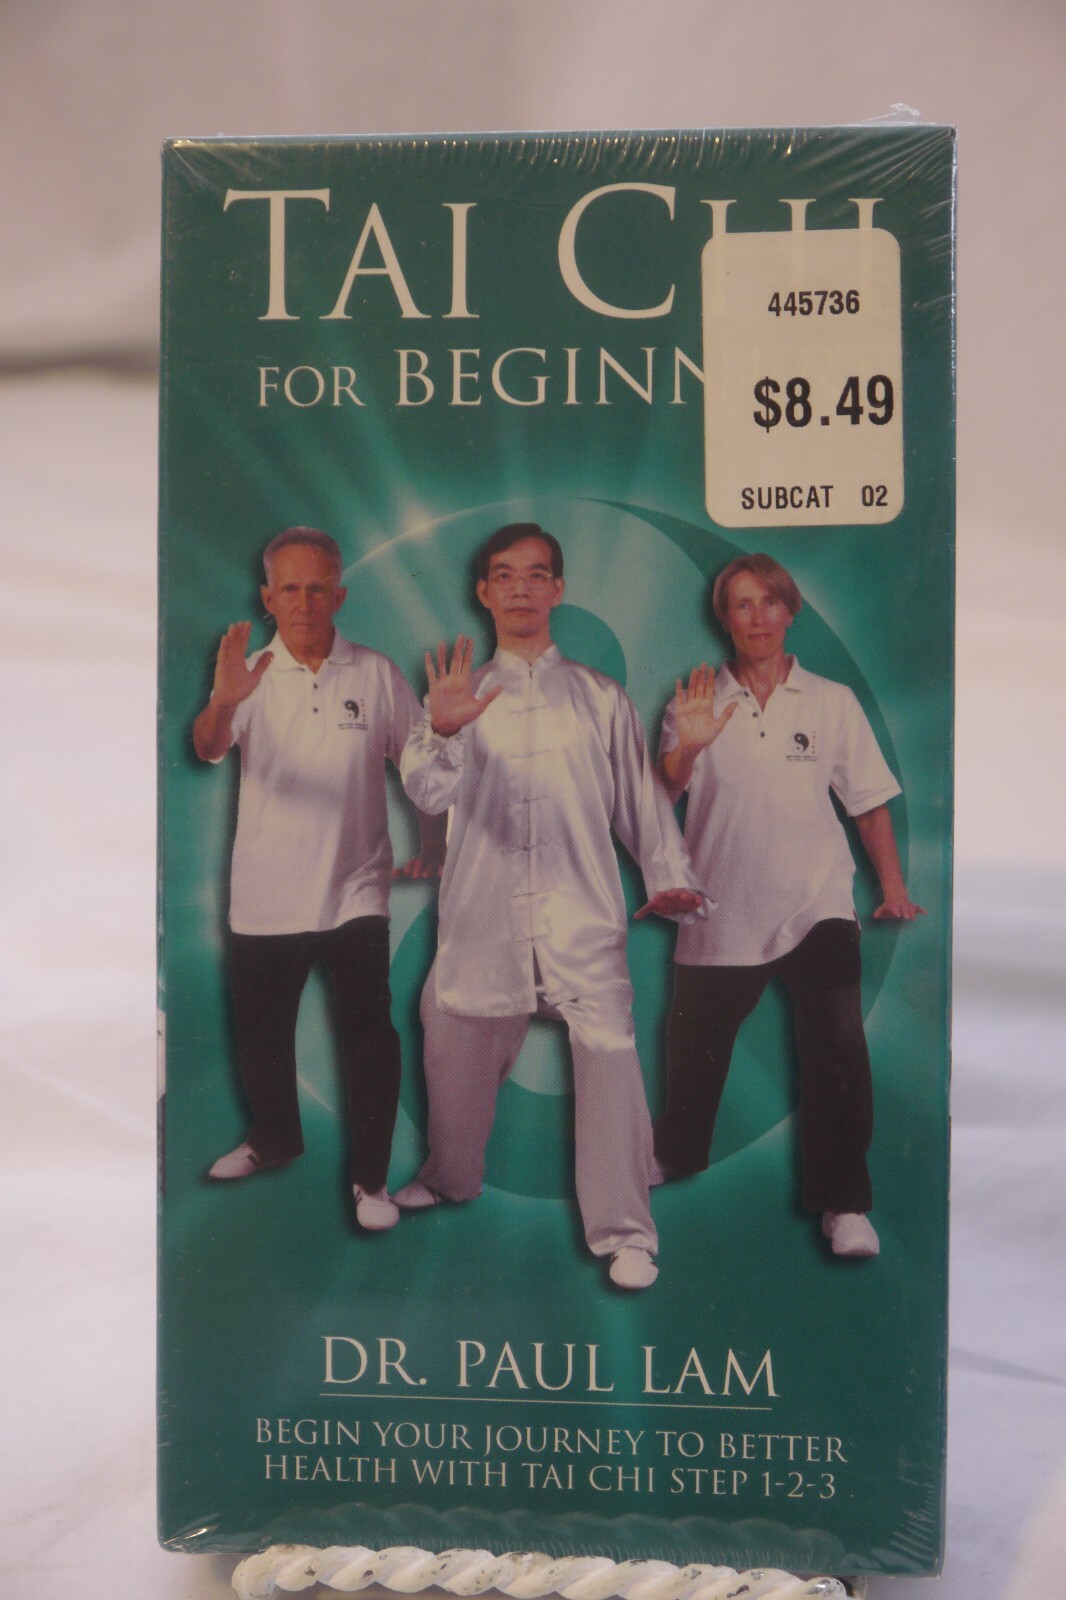 TAI CHI
FOR BEGINN
445736
$8.49
SUBCAT 02
DR. PAUL LAM
BEGIN YOUR JOURNEY TO BETTER
HEALTH WITH TAI CHI STEP 1-2-3